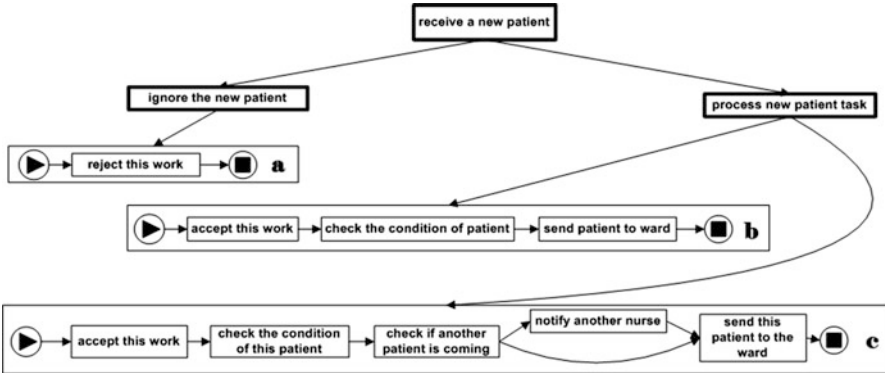 receive a new patient
ignore the new patient
process new patient task
reject this work
a
accept this work
check the condition of patient
send patient to ward
b
accept this work
check the condition
of this patient
check if another
patient is coming
notify another nurse
send this
patient to the
ward
c